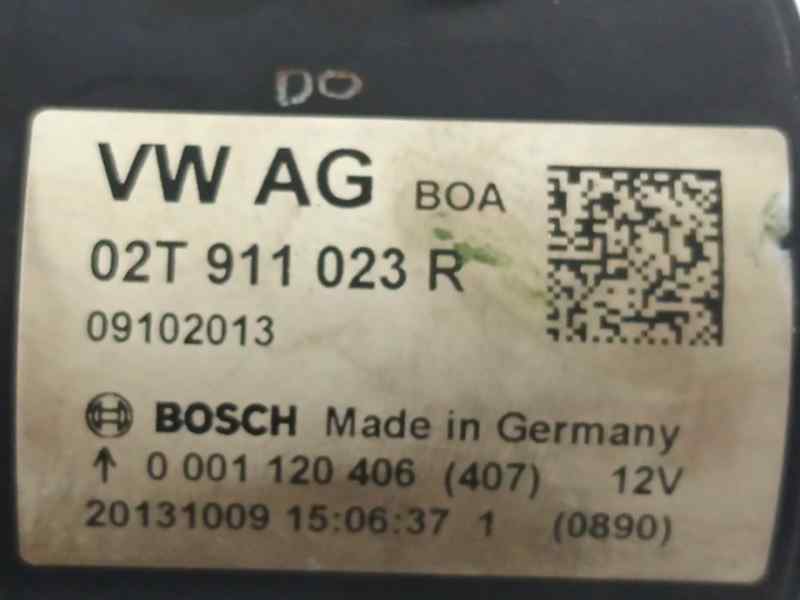 DO
VW AG BOA
02T 911 023 R
09102013
BOSCH Made in Germany
↑ 0 001 120 406 (407) 12V
20131009 15:06:37 1 (0890)